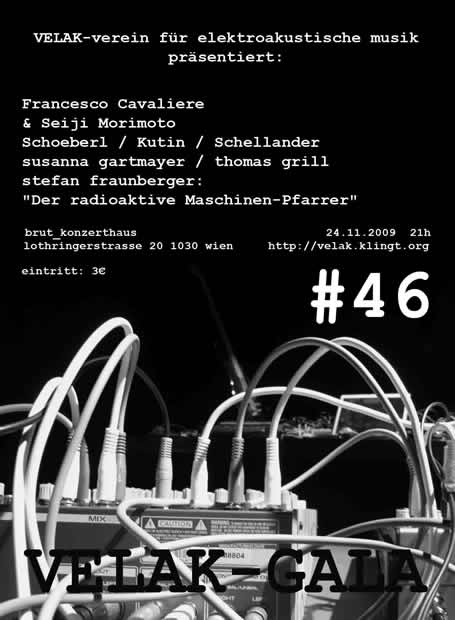 VELAK-verein für elektroakustische musik
präsentiert:
Francesco Cavaliere
& Seiji Morimoto
Schoeberl / Kutin / Schellander
susanna gartmayer / thomas grill
stefan fraunberger:
"Der radioaktive Maschinen-Pfarrer"
brut_konzerthaus 24.11.2009 21h
lothringerstrasse 20 1030 wien http://velak.klingt.org
eintritt: 3€
#46
MIX
CAUTION WARNING
VELAK-GALA